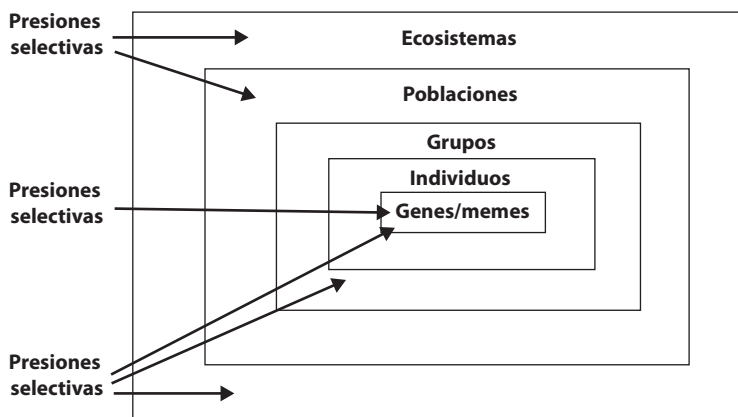 Presiones
selectivas
Ecosistemas
Poblaciones
Grupos
Individuos
Presiones
selectivas
Genes/memes
Presiones
selectivas